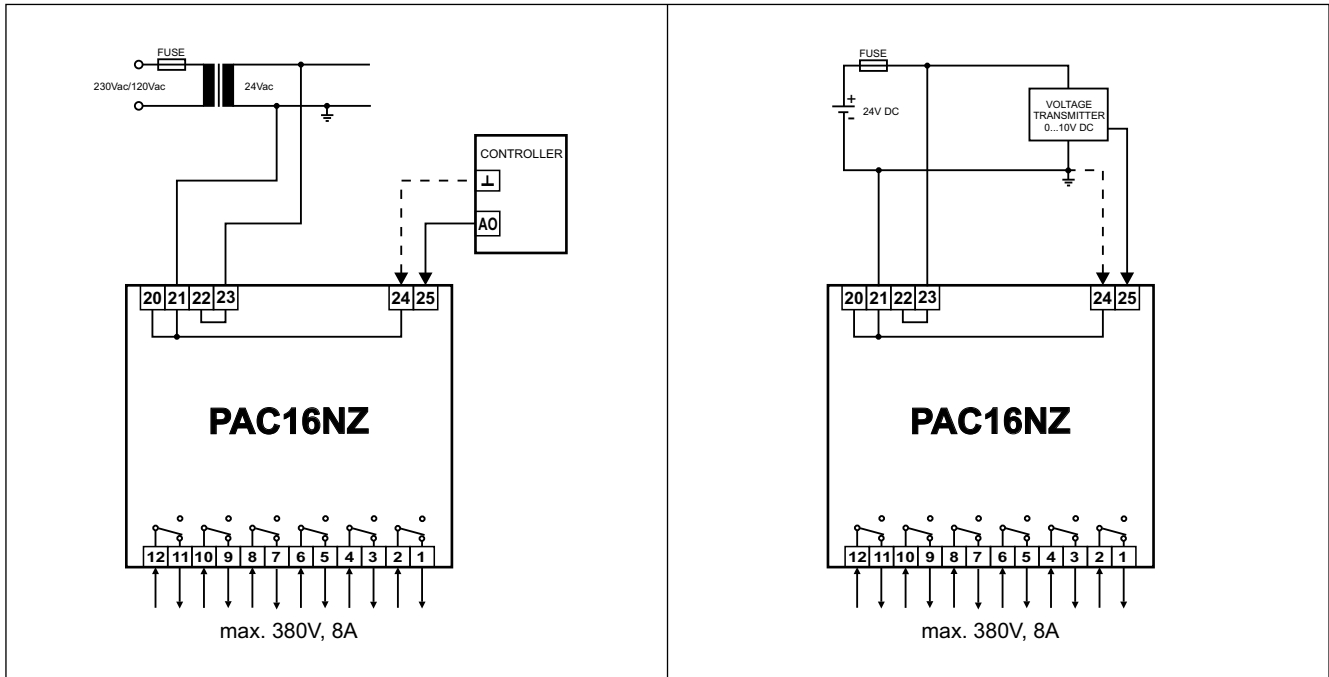 FUSE
230Vac/120Vac
24Vac
CONTROLLER
AO
20 21 22 23 24 25
PAC16NZ
12 11 10 9 8 7 6 5 4 3 2 1
max. 380V, 8A
FUSE
+
-
24V DC
VOLTAGE
TRANSMITTER
0...10V DC
20 21 22 23 24 25
PAC16NZ
12 11 10 9 8 7 6 5 4 3 2 1
max. 380V, 8A